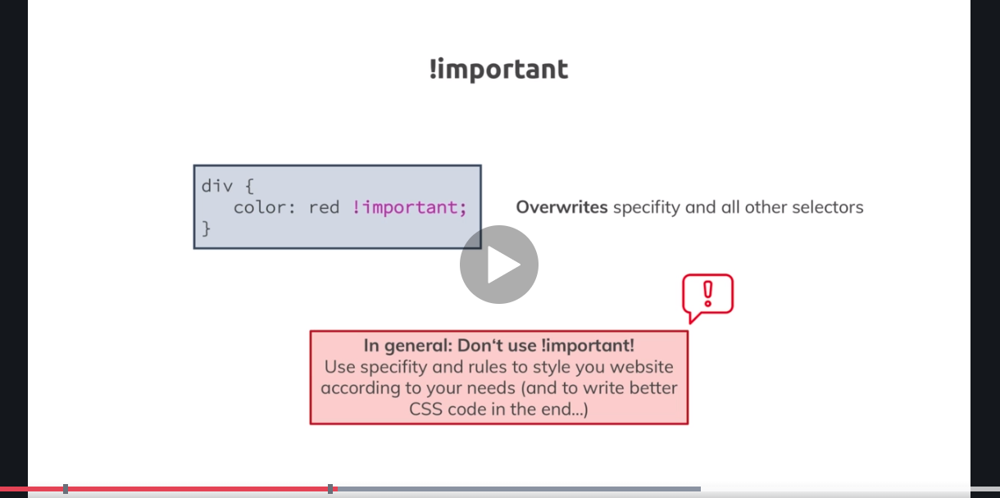 !important
div {
color: red !important;
}
Overwrites specifity and all other selectors
In general: Don‘t use !important!
Use specifity and rules to style you website
according to your needs (and to write better
CSS code in the end...)